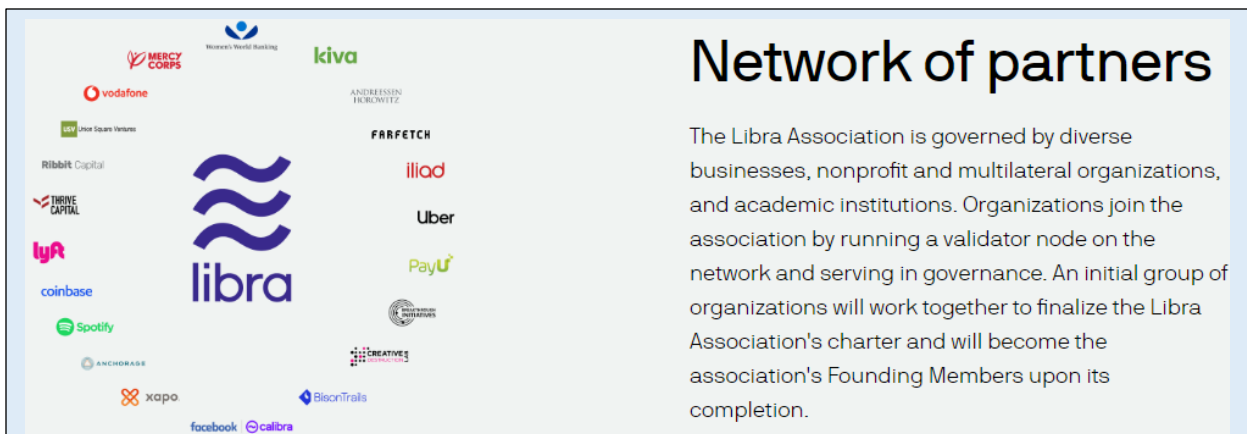 Women's World Banking
kiva
ANDREESSEN
HOROWITZ
FARFETCH
iliad
Uber
PayU
BREAKTHROUGH
INITIATIVES
CREATIVE
DESTRUCTION LAB
BisonTrails
facebook | calibra
xapo
ANCHORAGE
Spotify
coinbase
lyft
THRIVE
CAPITAL
Ribbit Capital
USV Union Square Ventures
vodafone
MERCY
CORPS
libra
Network of partners
The Libra Association is governed by diverse
businesses, nonprofit and multilateral organizations,
and academic institutions. Organizations join the
association by running a validator node on the
network and serving in governance. An initial group of
organizations will work together to finalize the Libra
Association's charter and will become the
association's Founding Members upon its
completion.